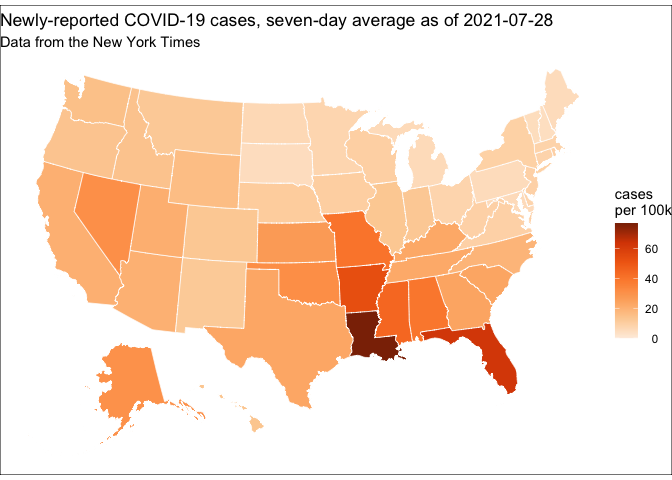 Newly-reported COVID-19 cases, seven-day average as of 2021-07-28
Data from the New York Times
cases
per 100k
60
40
20
0